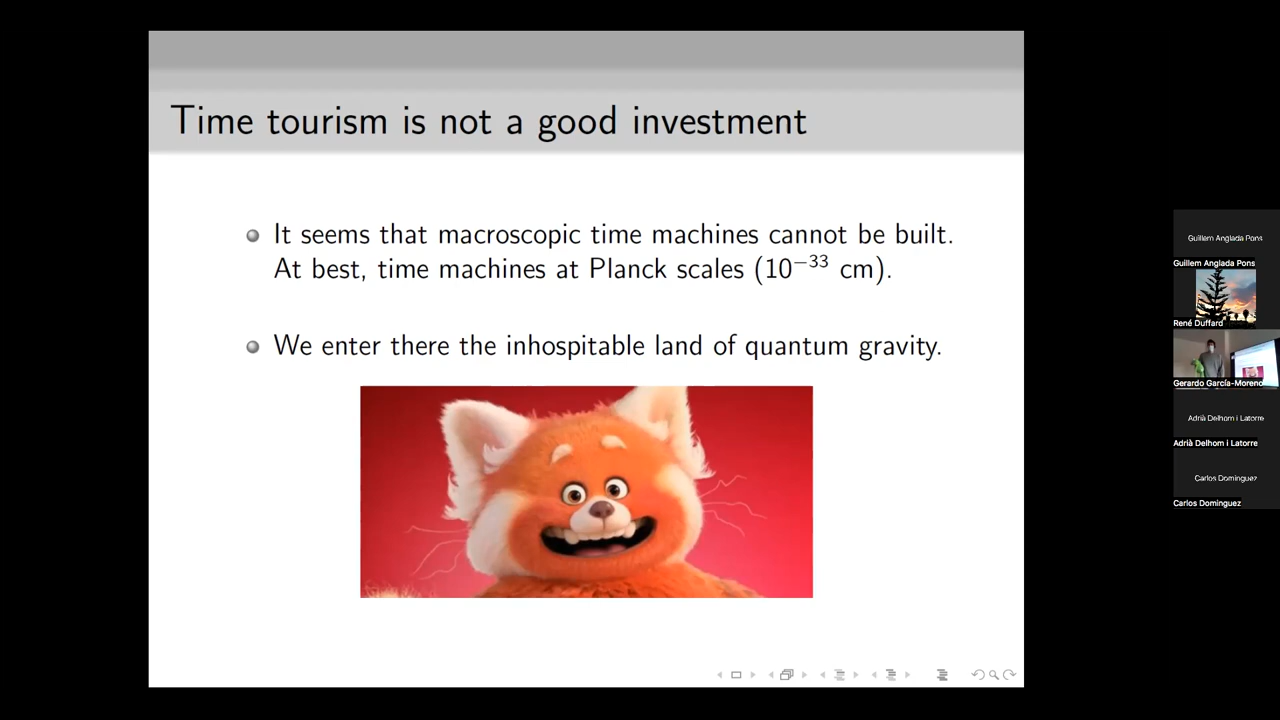 Time tourism is not a good investment
It seems that macroscopic time machines cannot be built.
At best, time machines at Planck scales (10⁻³³ cm).
We enter there the inhospitable land of quantum gravity.
Guillem Anglada Pons
Guillem Anglada Pons
René Duffard
Gerardo García-Moreno
Adrià Delhom i Latorre
Adrià Delhom i Latorre
Carlos Dominguez
Carlos Dominguez